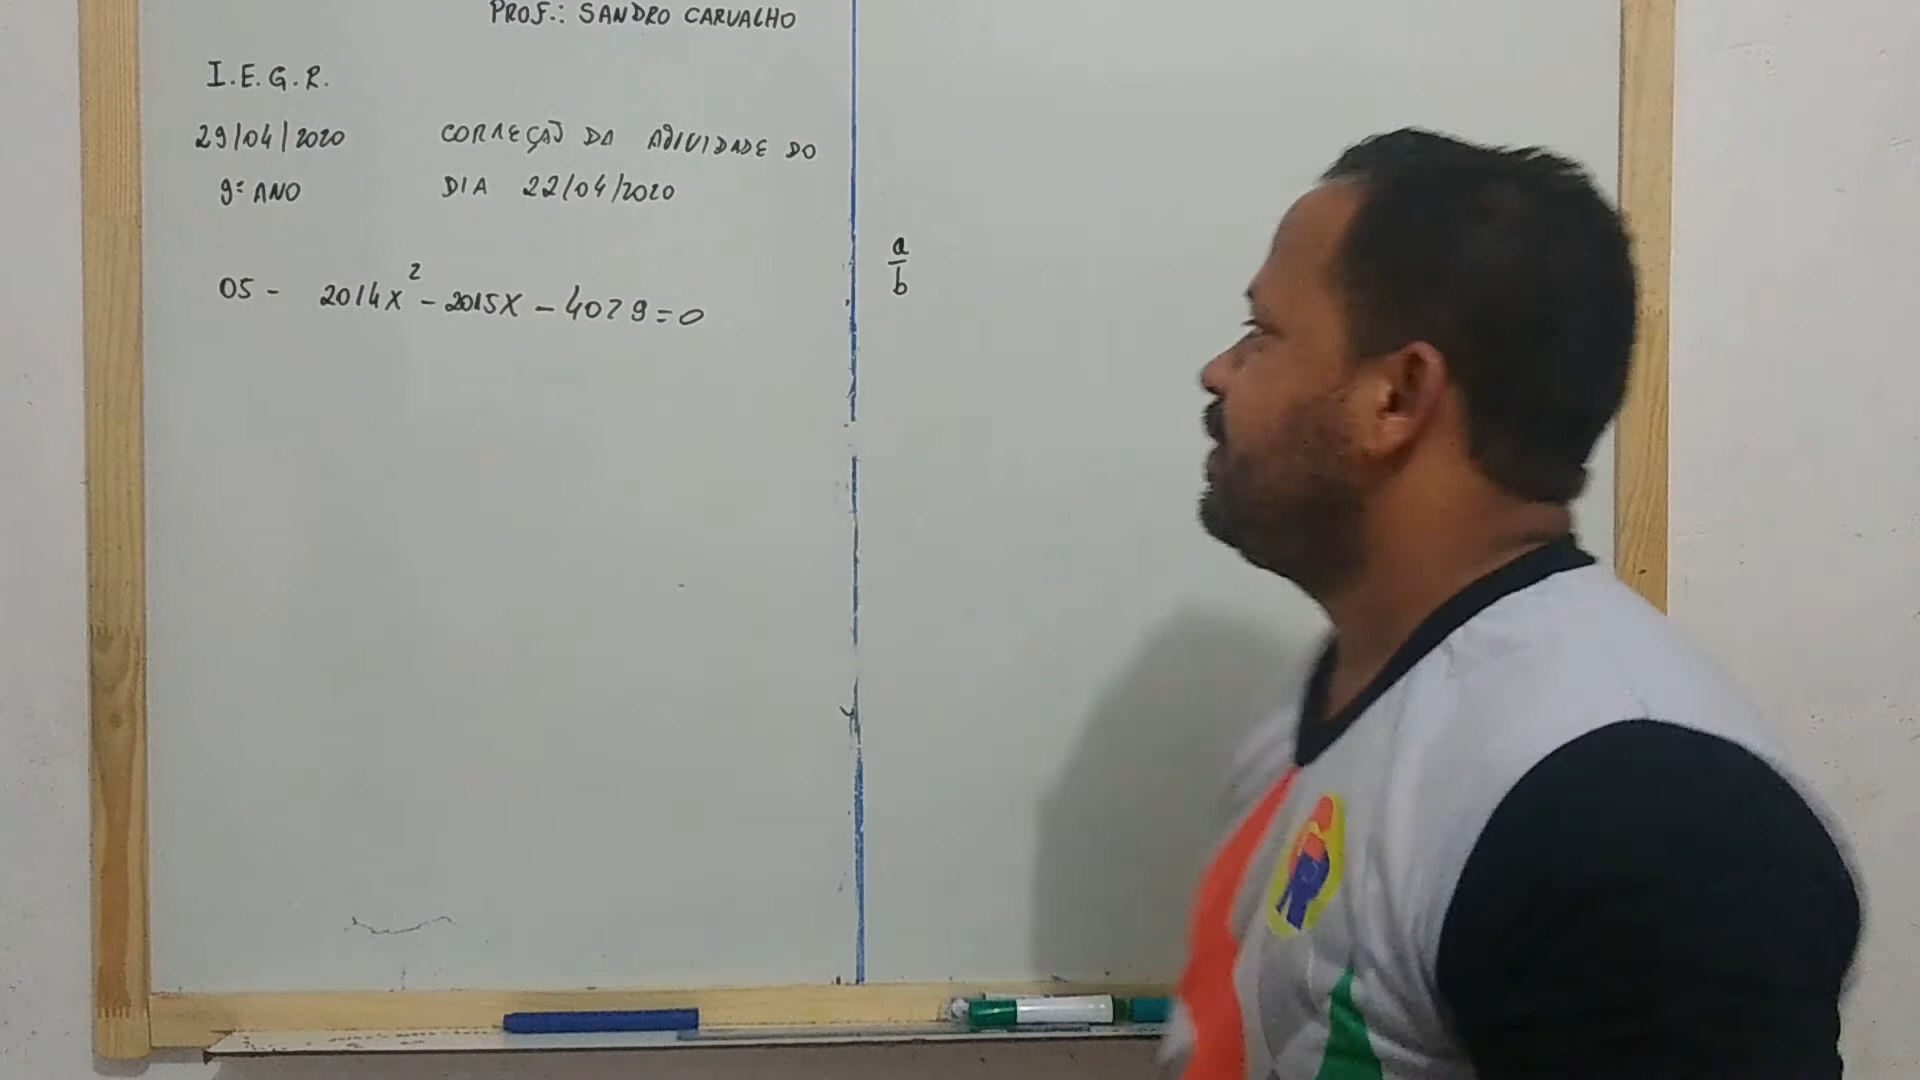 PROF.: SANDRO CARVALHO
I.E.G.R.
29/04/2020 CORREÇÃO DA ATIVIDADE DO
9º ANO DIA 22/04/2020
05 - 2014x² - 2015x - 4029 = 0
a
b